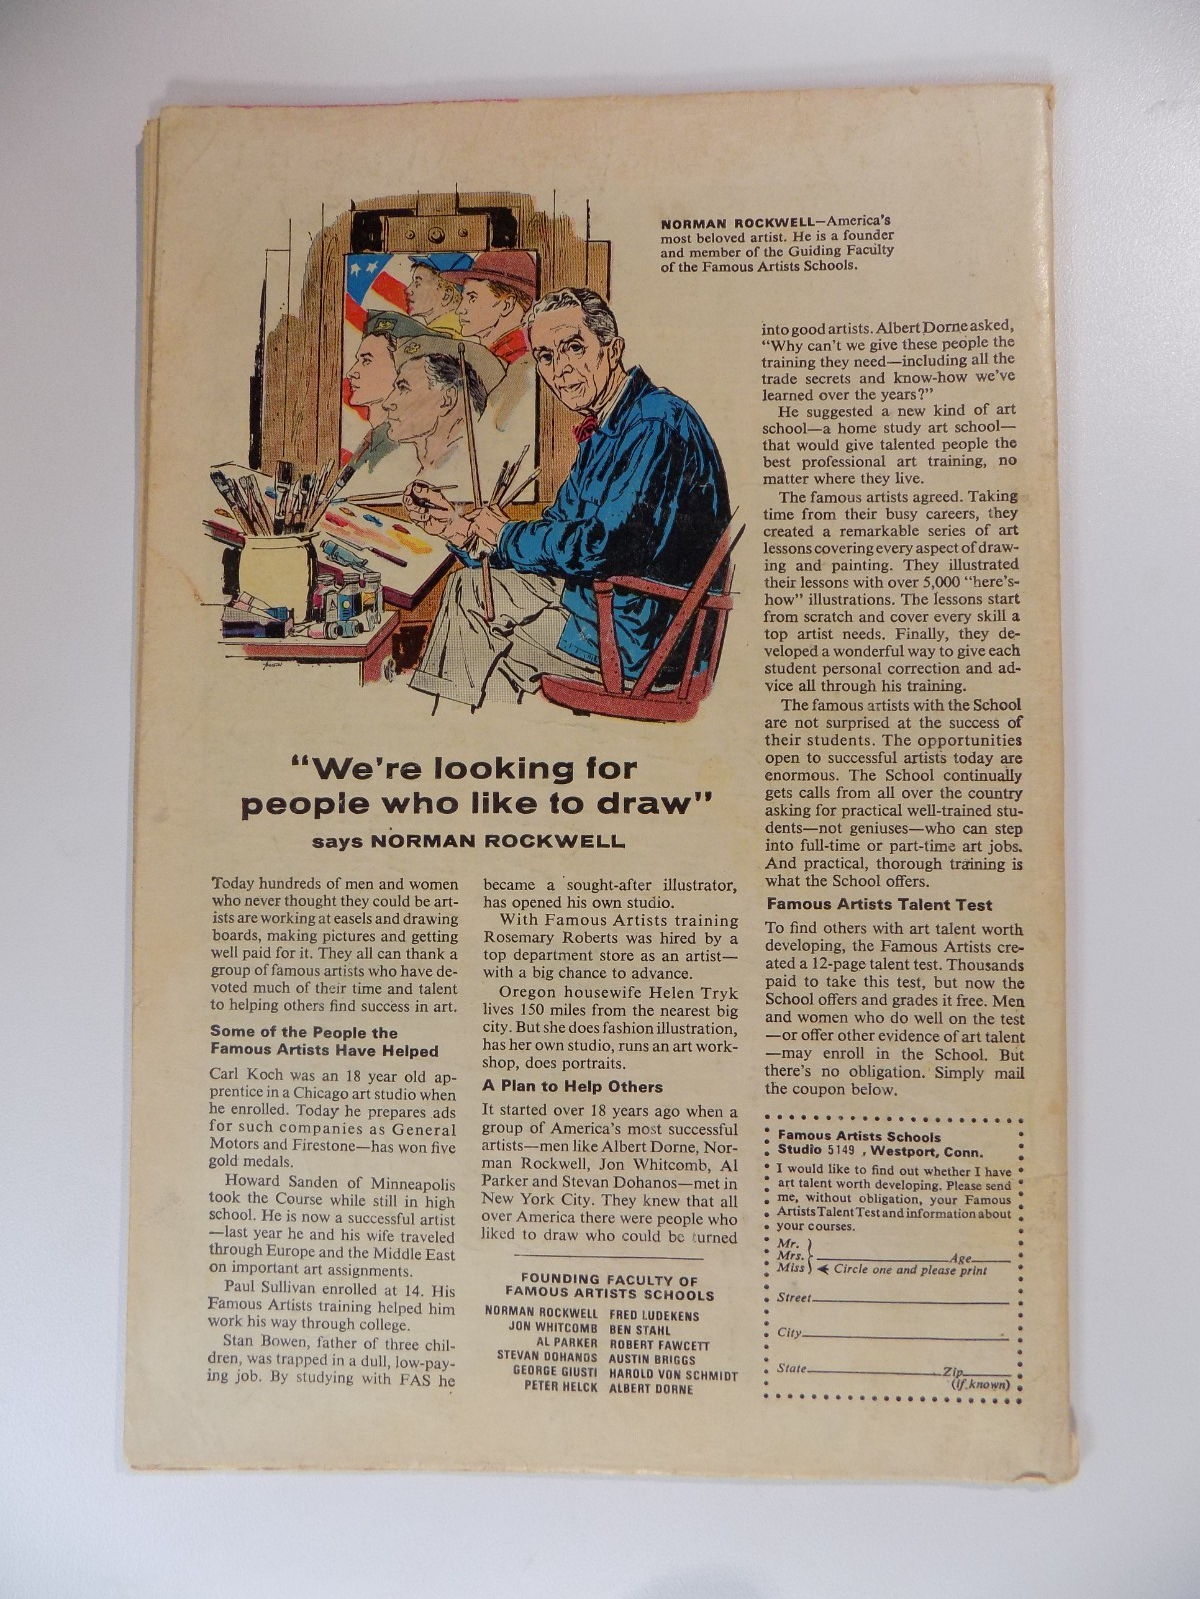 NORMAN ROCKWELL—America's
most beloved artist. He is a founder
and member of the Guiding Faculty
of the Famous Artists Schools.
"We're looking for
people who like to draw"
says NORMAN ROCKWELL
Today hundreds of men and women
who never thought they could be art-
ists are working at easels and drawing
boards, making pictures and getting
well paid for it. They all can thank a
group of famous artists who have de-
voted much of their time and talent
to helping others find success in art.
Some of the People the
Famous Artists Have Helped
Carl Koch was an 18 year old ap-
prentice in a Chicago art studio when
he enrolled. Today he prepares ads
for such companies as General
Motors and Firestone—has won five
gold medals.
Howard Sanden of Minneapolis
took the Course while still in high
school. He is now a successful artist
—last year he and his wife traveled
through Europe and the Middle East
on important art assignments.
Paul Sullivan enrolled at 14. His
Famous Artists training helped him
work his way through college.
Stan Bowen, father of three chil-
dren, was trapped in a dull, low-pay-
ing job. By studying with FAS he
became a sought-after illustrator,
has opened his own studio.
With Famous Artists training
Rosemary Roberts was hired by a
top department store as an artist—
with a big chance to advance.
Oregon housewife Helen Tryk
lives 150 miles from the nearest big
city. But she does fashion illustration,
has her own studio, runs an art work-
shop, does portraits.
A Plan to Help Others
It started over 18 years ago when a
group of America's most successful
artists—men like Albert Dorne, Nor-
man Rockwell, Jon Whitcomb, Al
Parker and Stevan Dohanos—met in
New York City. They knew that all
over America there were people who
liked to draw who could be turned
FOUNDING FACULTY OF
FAMOUS ARTISTS SCHOOLS
NORMAN ROCKWELL FRED LUDEKENS
JON WHITCOMB BEN STAHL
AL PARKER ROBERT FAWCETT
STEVAN DOHANOS AUSTIN BRIGGS
GEORGE GIUSTI HAROLD VON SCHMIDT
PETER HELCK ALBERT DORNE
into good artists. Albert Dorne asked,
"Why can't we give these people the
training they need—including all the
trade secrets and know-how we've
learned over the years?"
He suggested a new kind of art
school—a home study art school—
that would give talented people the
best professional art training, no
matter where they live.
The famous artists agreed. Taking
time from their busy careers, they
created a remarkable series of art
lessons covering every aspect of draw-
ing and painting. They illustrated
their lessons with over 5,000 "here's-
how" illustrations. The lessons start
from scratch and cover every skill a
top artist needs. Finally, they de-
veloped a wonderful way to give each
student personal correction and ad-
vice all through his training.
The famous artists with the School
are not surprised at the success of
their students. The opportunities
open to successful artists today are
enormous. The School continually
gets calls from all over the country
asking for practical well-trained stu-
dents—not geniuses—who can step
into full-time or part-time art jobs.
And practical, thorough training is
what the School offers.
Famous Artists Talent Test
To find others with art talent worth
developing, the Famous Artists cre-
ated a 12-page talent test. Thousands
paid to take this test, but now the
School offers and grades it free. Men
and women who do well on the test
—or offer other evidence of art talent
—may enroll in the School. But
there's no obligation. Simply mail
the coupon below.
Famous Artists Schools
Studio 5149 , Westport, Conn.
I would like to find out whether I have
art talent worth developing. Please send
me, without obligation, your Famous
Artists Talent Test and information about
your courses.
Mr.
Mrs. Age
Miss Circle one and please print
Street
City
State Zip
(if known)